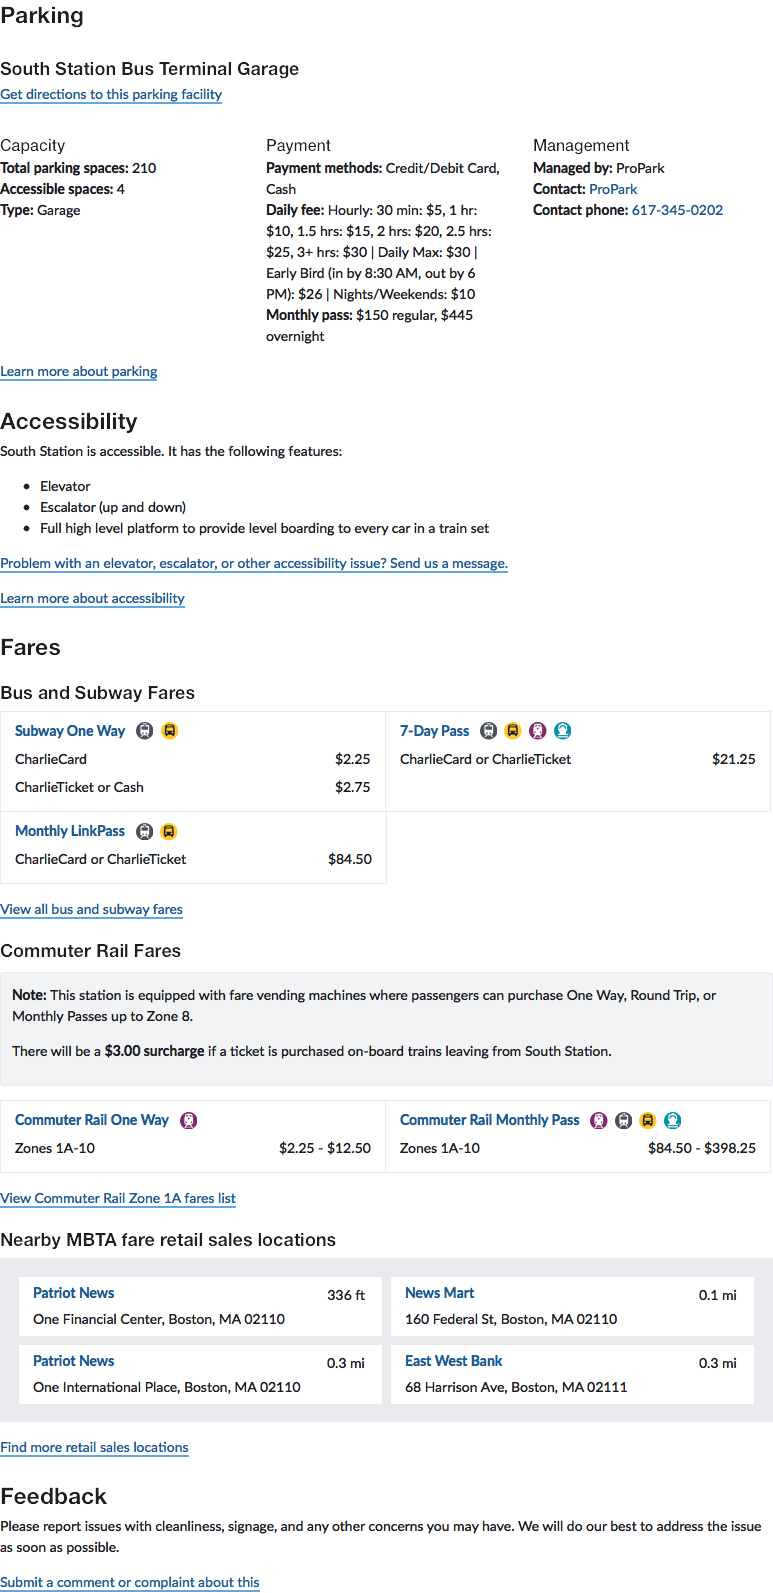 Parking
South Station Bus Terminal Garage
Get directions to this parking facility
Capacity
Total parking spaces: 210
Accessible spaces: 4
Type: Garage
Payment
Payment methods: Credit/Debit Card,
Cash
Daily fee: Hourly: 30 min: $5, 1 hr:
$10, 1.5 hrs: $15, 2 hrs: $20, 2.5 hrs:
$25, 3+ hrs: $30 | Daily Max: $30 |
Early Bird (in by 8:30 AM, out by 6
PM): $26 | Nights/Weekends: $10
Monthly pass: $150 regular, $445
overnight
Management
Managed by: ProPark
Contact: ProPark
Contact phone: 617-345-0202
Learn more about parking
Accessibility
South Station is accessible. It has the following features:
• Elevator
• Escalator (up and down)
• Full high level platform to provide level boarding to every car in a train set
Problem with an elevator, escalator, or other accessibility issue? Send us a message.
Learn more about accessibility
Fares
Bus and Subway Fares
Subway One Way
CharlieCard $2.25
CharlieTicket or Cash $2.75
7-Day Pass
CharlieCard or CharlieTicket $21.25
Monthly LinkPass
CharlieCard or CharlieTicket $84.50
View all bus and subway fares
Commuter Rail Fares
Note: This station is equipped with fare vending machines where passengers can purchase One Way, Round Trip, or
Monthly Passes up to Zone 8.
There will be a $3.00 surcharge if a ticket is purchased on-board trains leaving from South Station.
Commuter Rail One Way
Zones 1A-10 $2.25 - $12.50
Commuter Rail Monthly Pass
Zones 1A-10 $84.50 - $398.25
View Commuter Rail Zone 1A fares list
Nearby MBTA fare retail sales locations
Patriot News 336 ft
One Financial Center, Boston, MA 02110
News Mart 0.1 mi
160 Federal St, Boston, MA 02110
Patriot News 0.3 mi
One International Place, Boston, MA 02110
East West Bank 0.3 mi
68 Harrison Ave, Boston, MA 02111
Find more retail sales locations
Feedback
Please report issues with cleanliness, signage, and any other concerns you may have. We will do our best to address the issue
as soon as possible.
Submit a comment or complaint about this